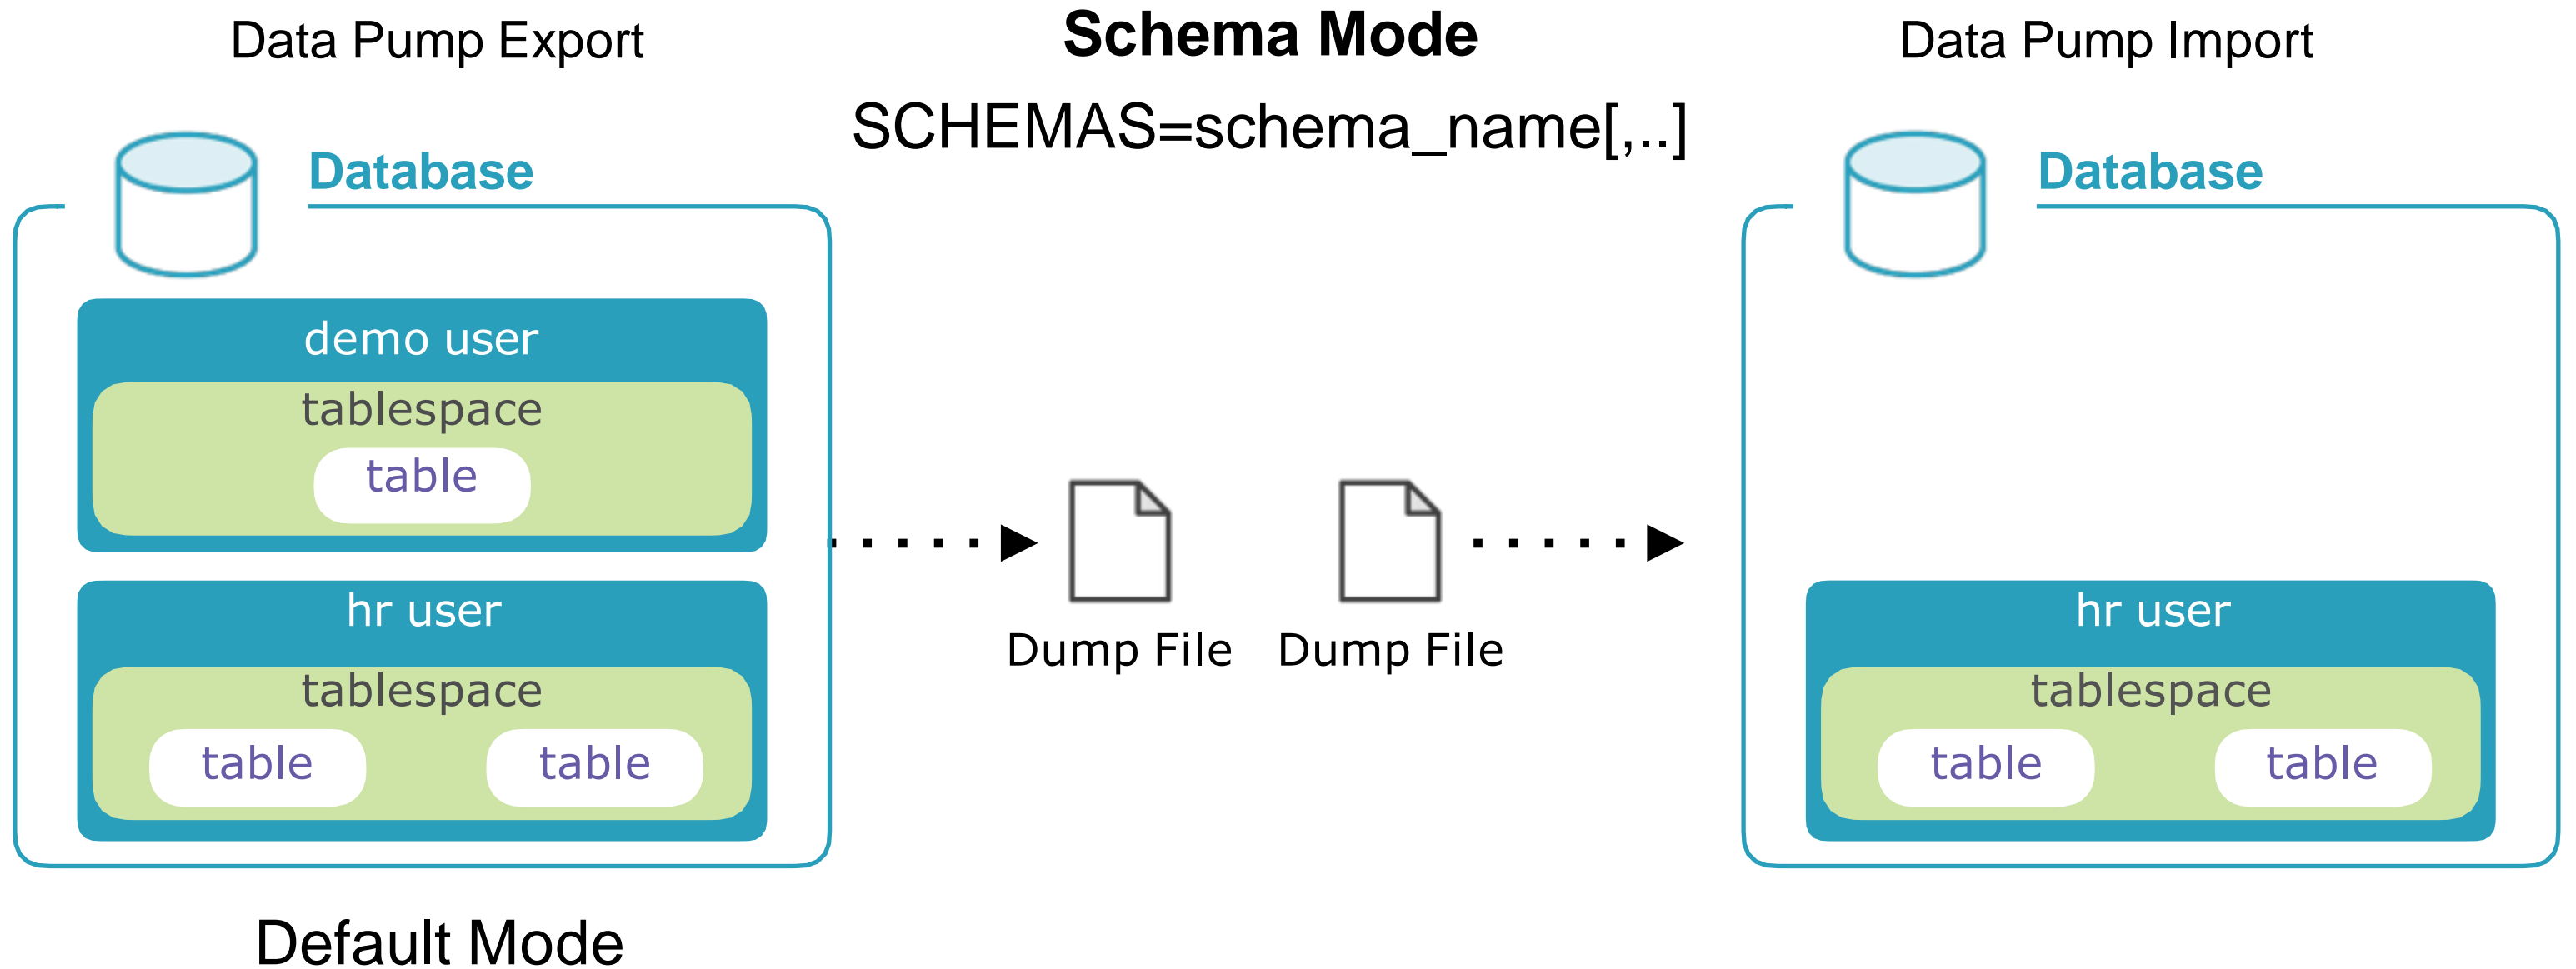 Data Pump Export
Schema Mode
Data Pump Import
SCHEMAS=schema_name[,..]
Database
demo user
tablespace
table
hr user
tablespace
table table
Dump File Dump File
Database
hr user
tablespace
table table
Default Mode